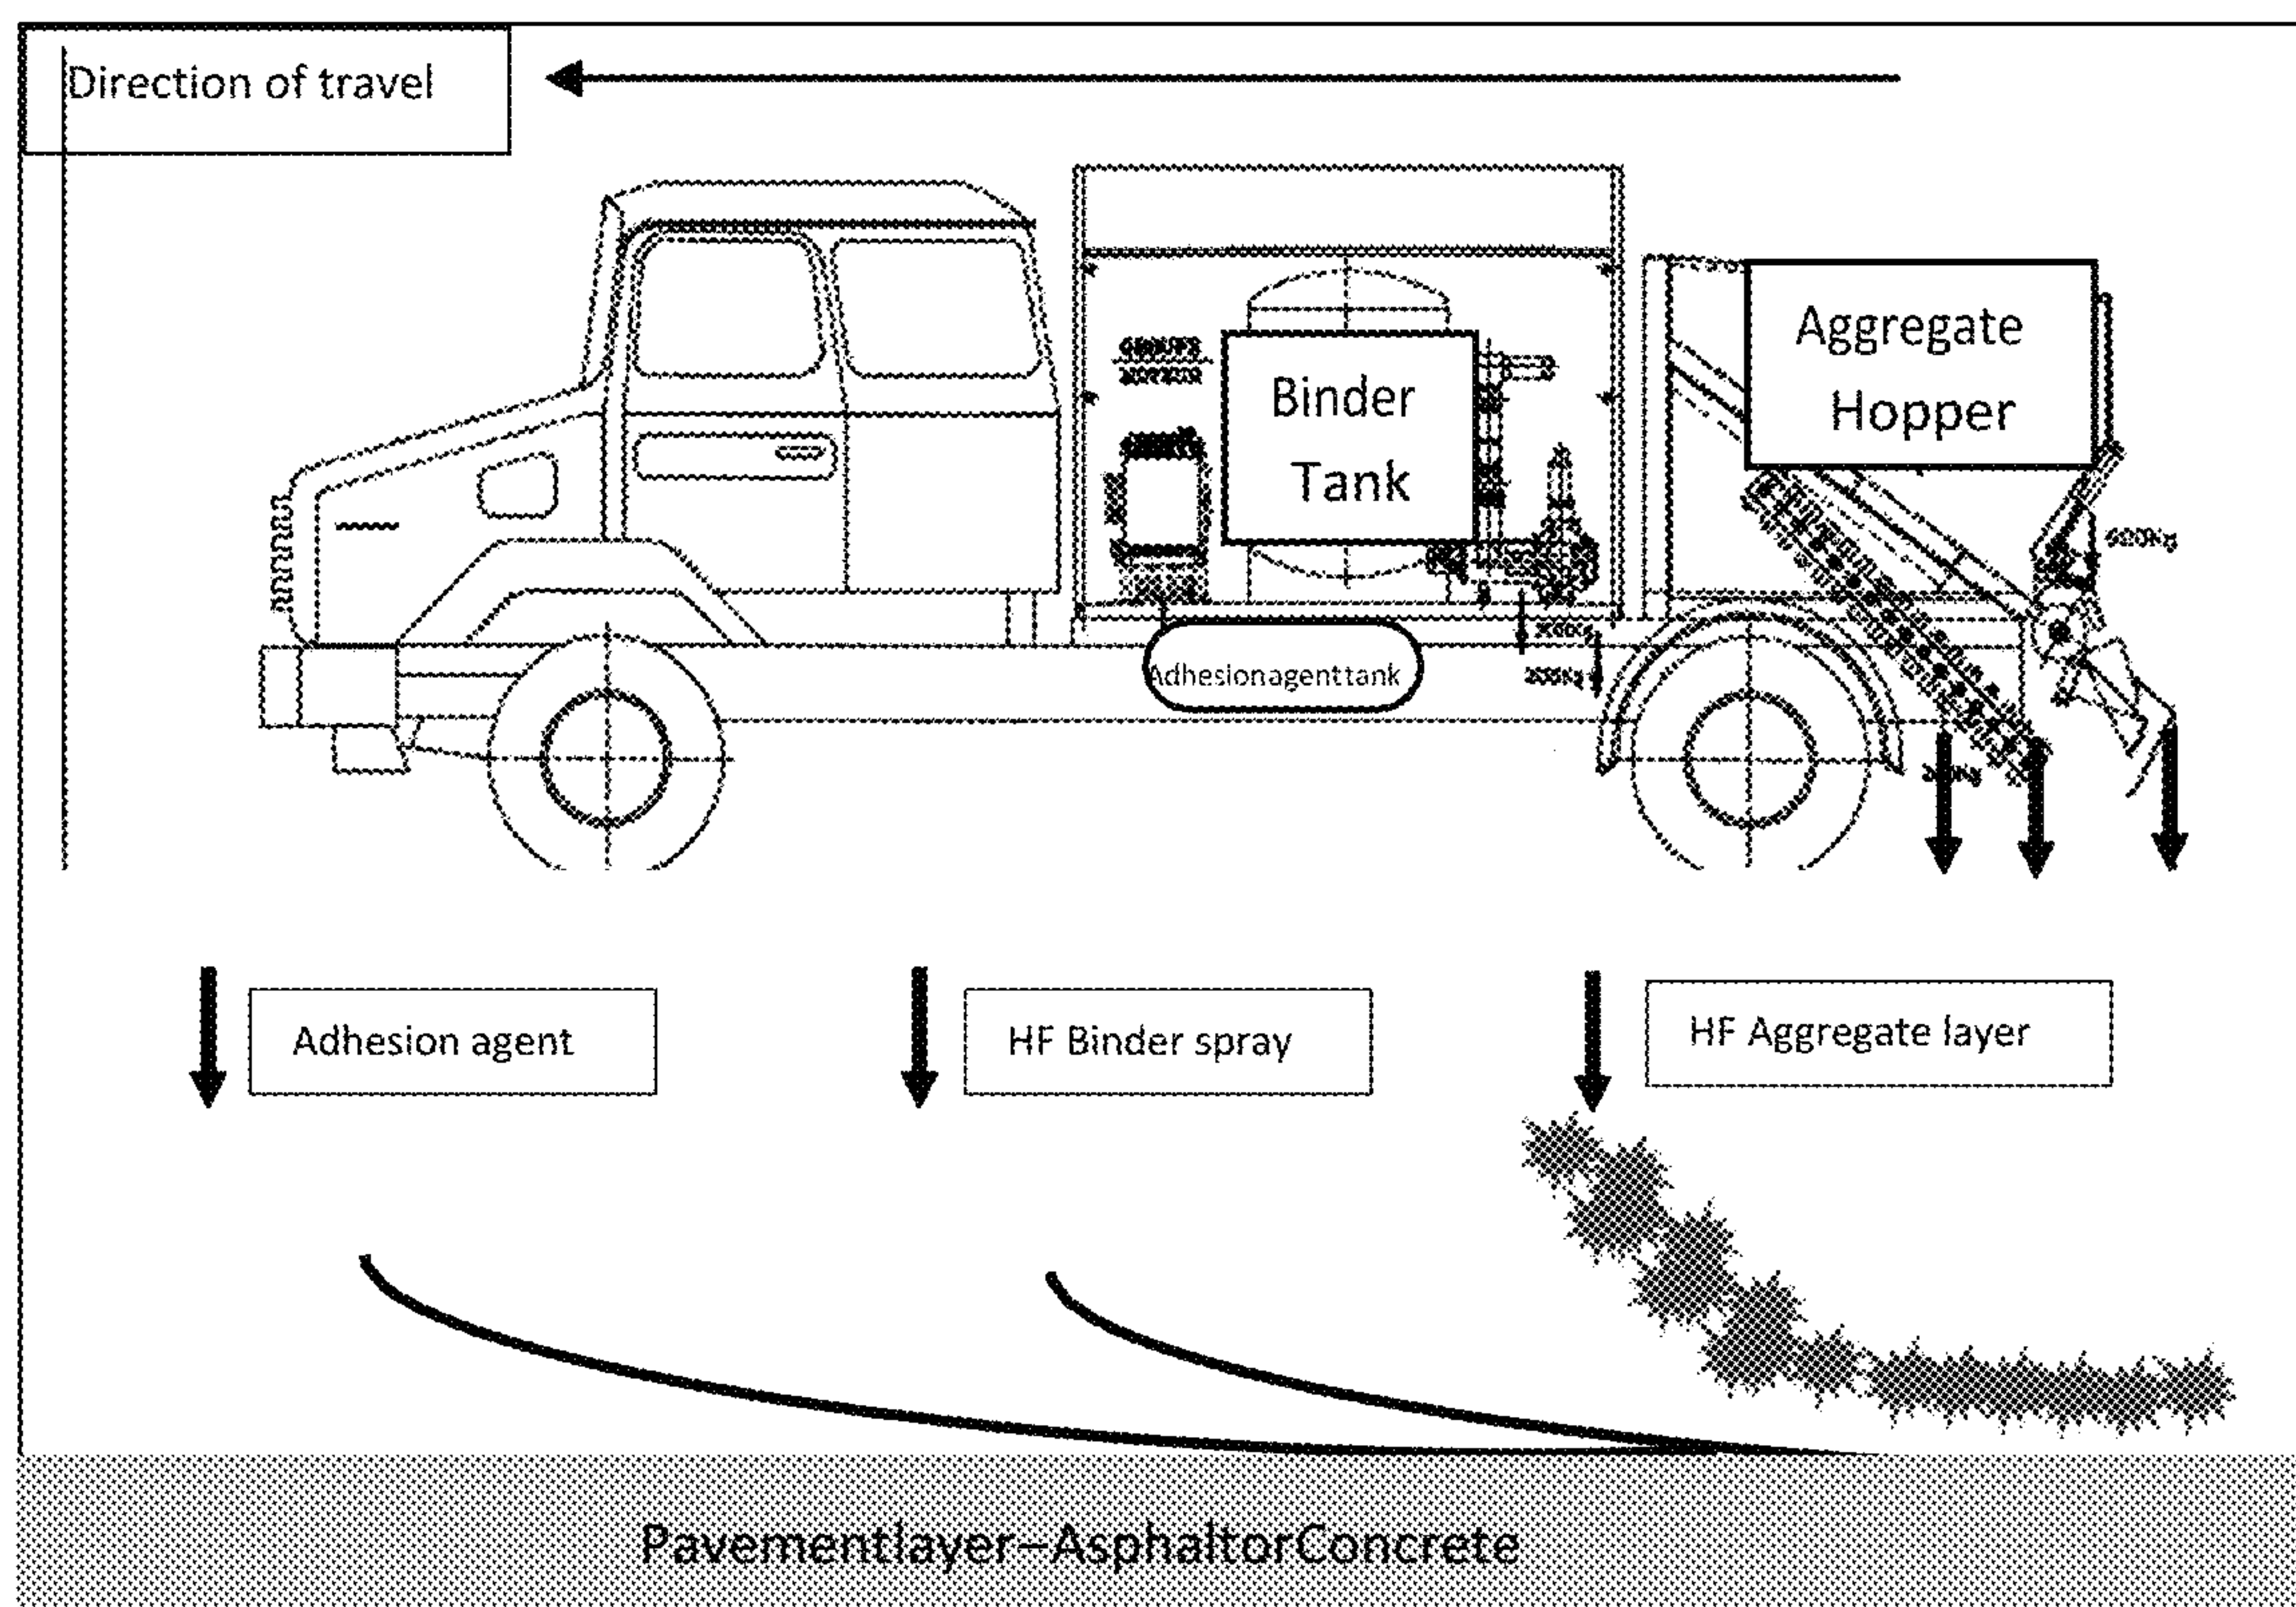 Direction of travel
Aggregate
Hopper
Binder
Tank
Adhesionagenttank
Adhesion agent
HF Binder spray
HF Aggregate layer
Pavementlayer–AsphaltorConcrete